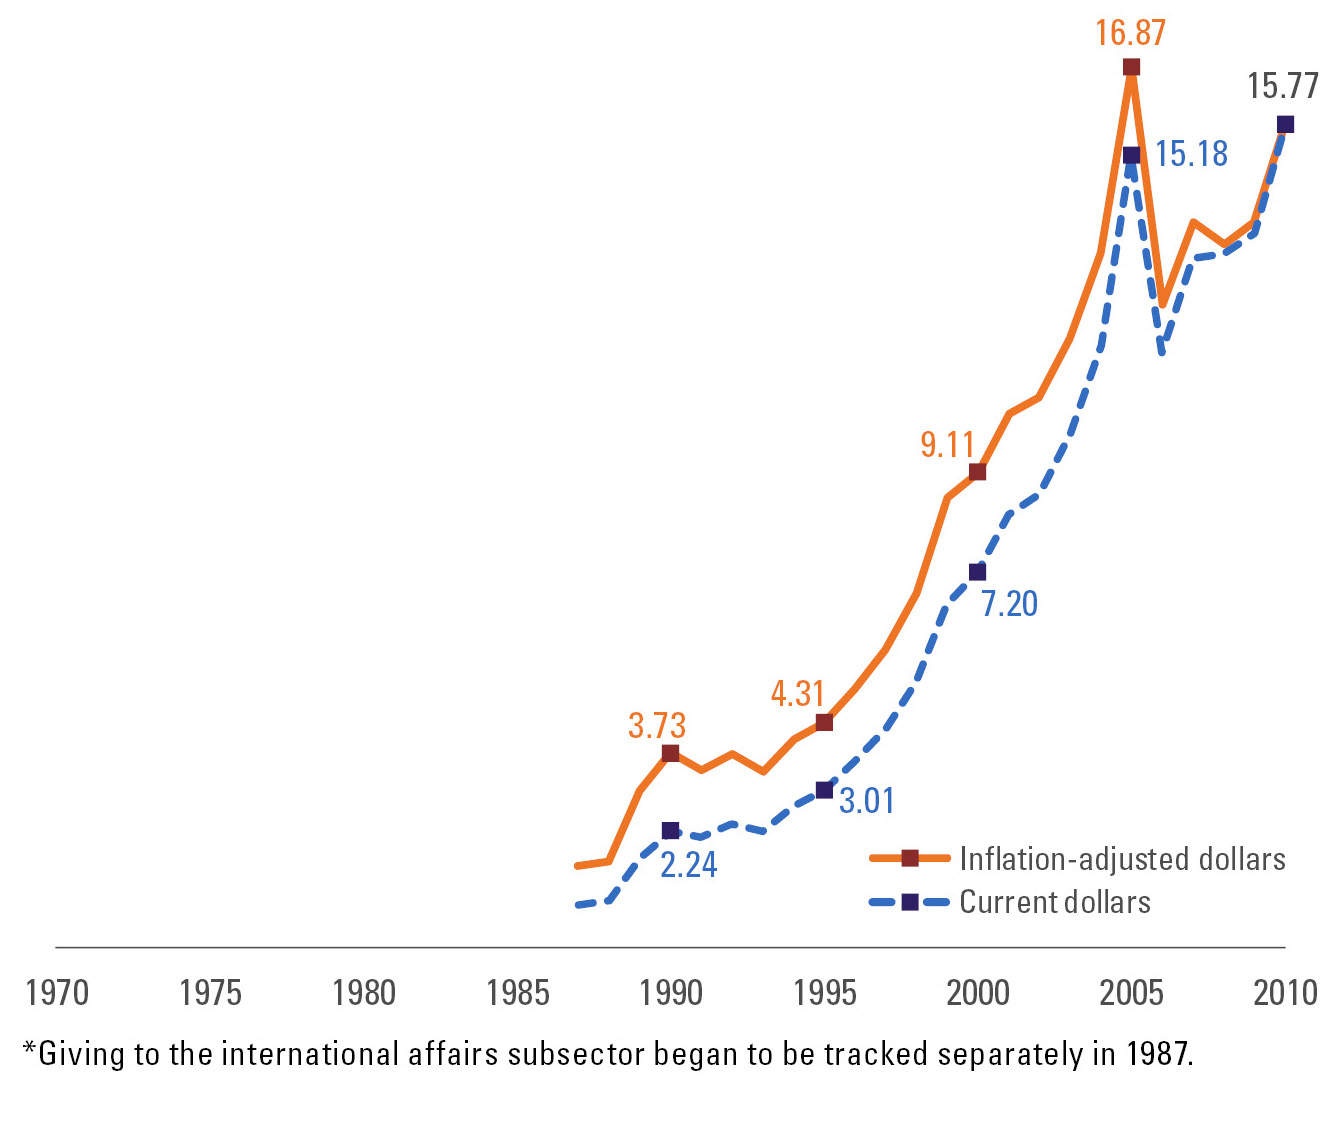 16.87
15.77
15.18
9.11
7.20
4.31
3.73
3.01
2.24
Inflation-adjusted dollars
Current dollars
1970 1975 1980 1985 1990 1995 2000 2005 2010
*Giving to the international affairs subsector began to be tracked separately in 1987.